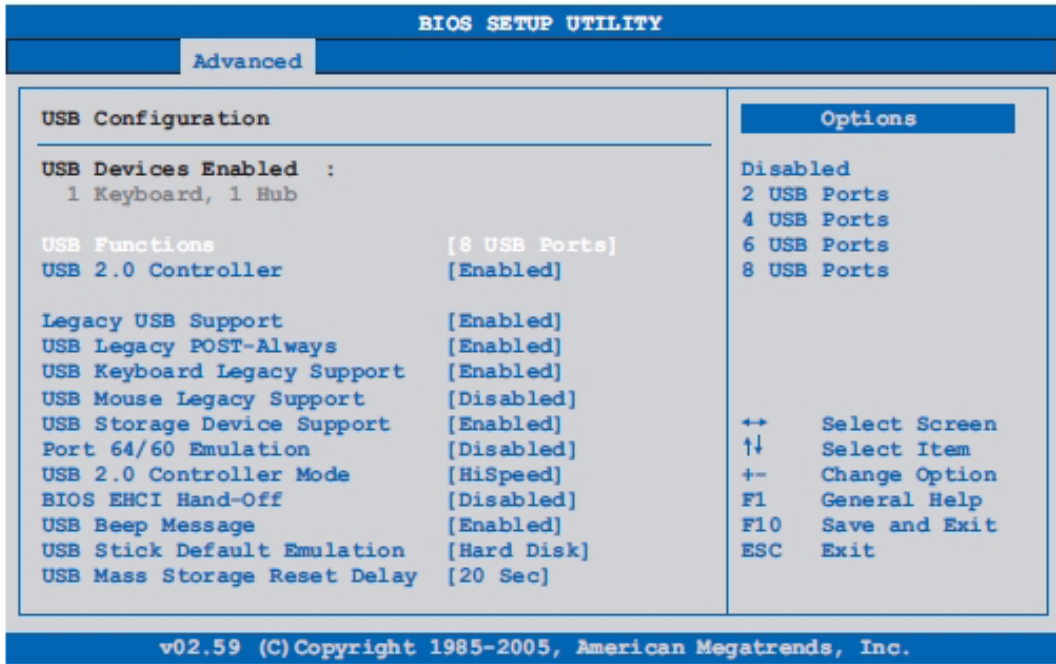 BIOS SETUP UTILITY
Advanced
USB Configuration
USB Devices Enabled :
1 Keyboard, 1 Hub
USB Functions [8 USB Ports]
USB 2.0 Controller [Enabled]
Legacy USB Support [Enabled]
USB Legacy POST-Always [Enabled]
USB Keyboard Legacy Support [Enabled]
USB Mouse Legacy Support [Disabled]
USB Storage Device Support [Enabled]
Port 64/60 Emulation [Disabled]
USB 2.0 Controller Mode [HiSpeed]
BIOS EHCI Hand-Off [Disabled]
USB Beep Message [Enabled]
USB Stick Default Emulation [Hard Disk]
USB Mass Storage Reset Delay [20 Sec]
Options
Disabled
2 USB Ports
4 USB Ports
6 USB Ports
8 USB Ports
↔ Select Screen
↑↓ Select Item
+- Change Option
F1 General Help
F10 Save and Exit
ESC Exit
v02.59 (C)Copyright 1985-2005, American Megatrends, Inc.